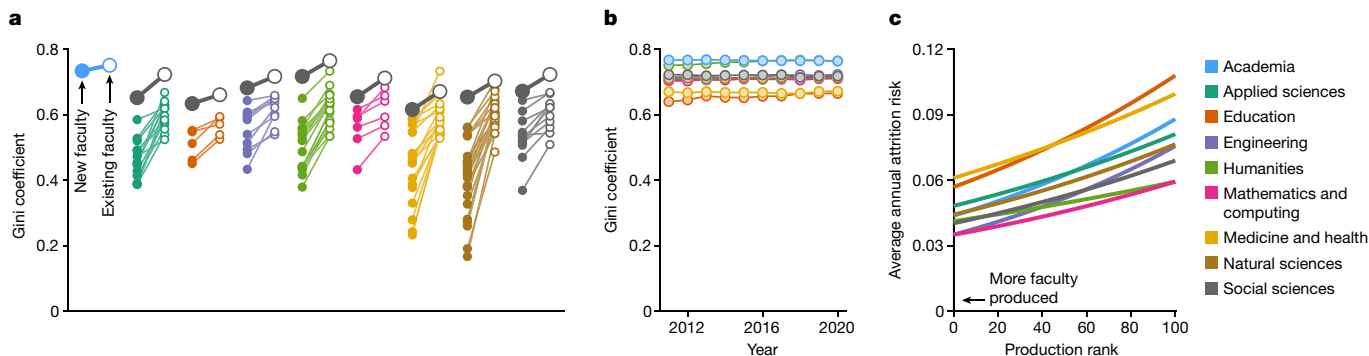 a
0.8
0.6
0.4
0.2
0
Gini coefficient
New faculty
Existing faculty
b
0.8
0.6
0.4
0.2
0
Gini coefficient
2012
2016
2020
Year
c
0.12
0.09
0.06
0.03
0
Average annual attrition risk
More faculty
produced
0
20
40
60
80
100
Production rank
Academia
Applied sciences
Education
Engineering
Humanities
Mathematics and
computing
Medicine and health
Natural sciences
Social sciences